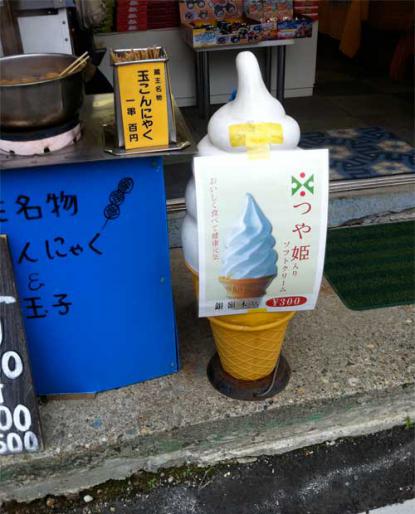 蔵王名物
玉こんにゃく
一串 百円
名物
んにゃく
&
玉子
つや姫入り
ソフトクリーム
おいしく食べて健康元気
¥300
00
500